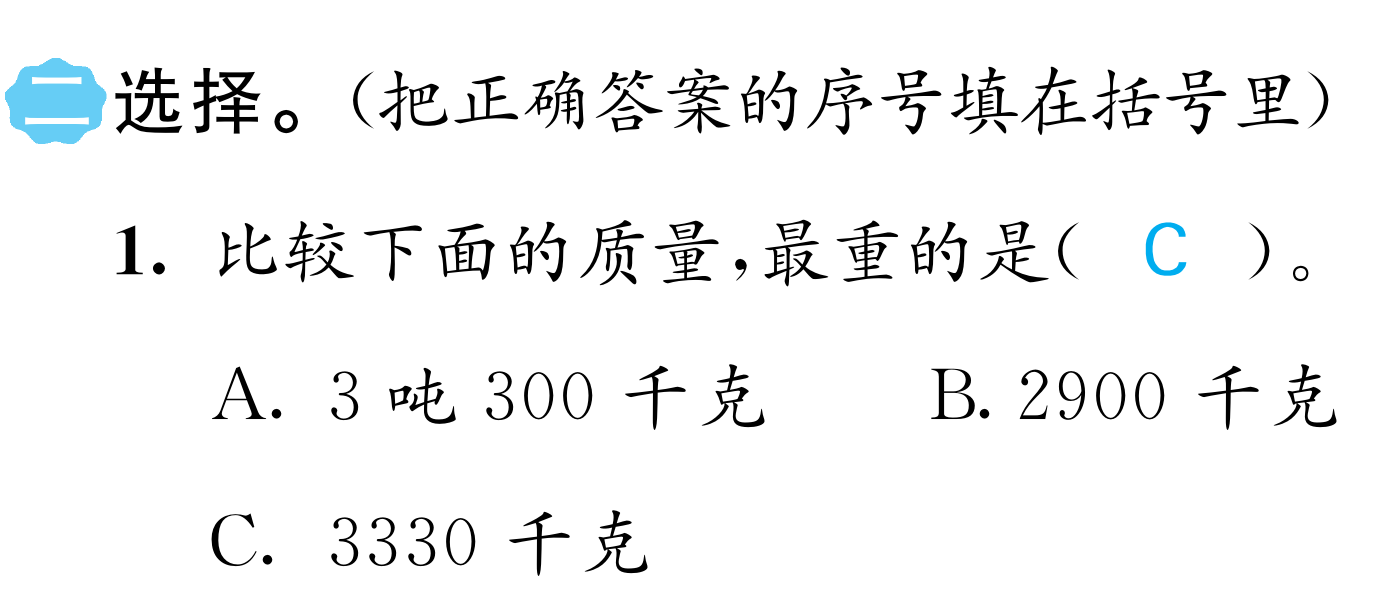 二 选择。(把正确答案的序号填在括号里)
1. 比较下面的质量,最重的是( C )。
A. 3 吨 300 千克 B. 2900 千克
C. 3330 千克